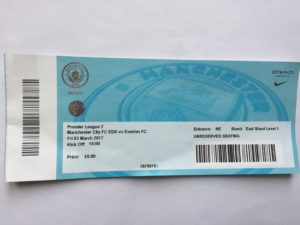 MANCHESTER
ETIHAD
Premier League 2
Manchester City FC EDS vs Everton FC
Fri 03 March 2017
Kick Off: 19:00
Price: £0.00
Entrance: NE Stand: East Stand Level 1
UNRESERVED SEATING